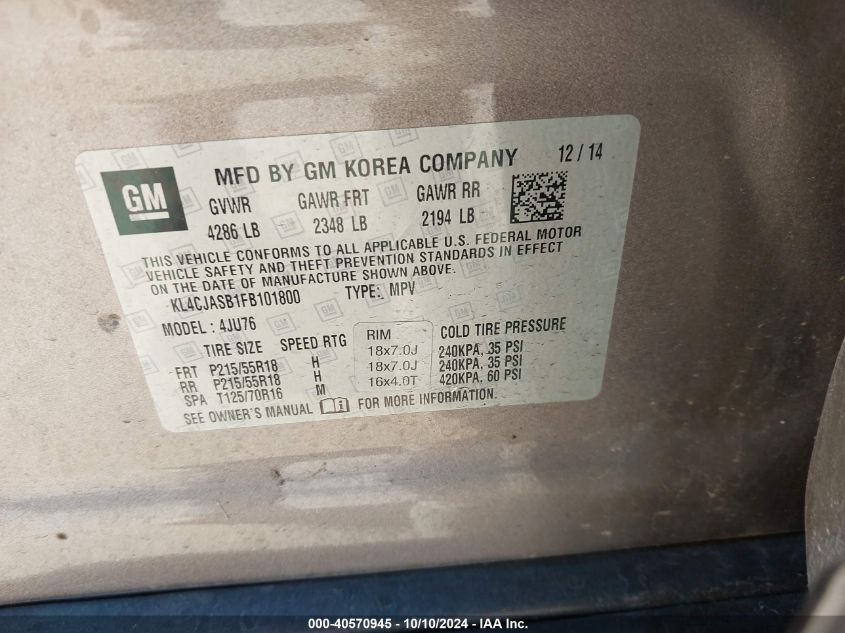 MFD BY GM KOREA COMPANY 12 / 14
GM
GVWR GAWR FRT GAWR RR
4286 LB 2348 LB 2194 LB
THIS VEHICLE CONFORMS TO ALL APPLICABLE U.S. FEDERAL MOTOR
VEHICLE SAFETY AND THEFT PREVENTION STANDARDS IN EFFECT
ON THE DATE OF MANUFACTURE SHOWN ABOVE.
KL4CJASB1FB101800 TYPE: MPV
MODEL : 4JU76
TIRE SIZE SPEED RTG RIM COLD TIRE PRESSURE
FRT P215/55R18 H 18x7.0J 240KPA, 35 PSI
RR P215/55R18 H 18x7.0J 240KPA, 35 PSI
SPA T125/70R16 M 16x4.0T 420KPA, 60 PSI
SEE OWNER'S MANUAL FOR MORE INFORMATION.
000-40570945 - 10/10/2024 - IAA Inc.